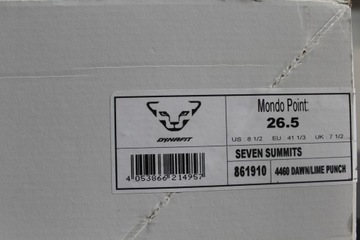 DYNAFIT
4 053866 214957
Mondo Point:
26.5
US : 8 1/2 EU : 41 1/3 UK : 7 1/2
SEVEN SUMMITS
861910 4460 DAWN/LIME PUNCH